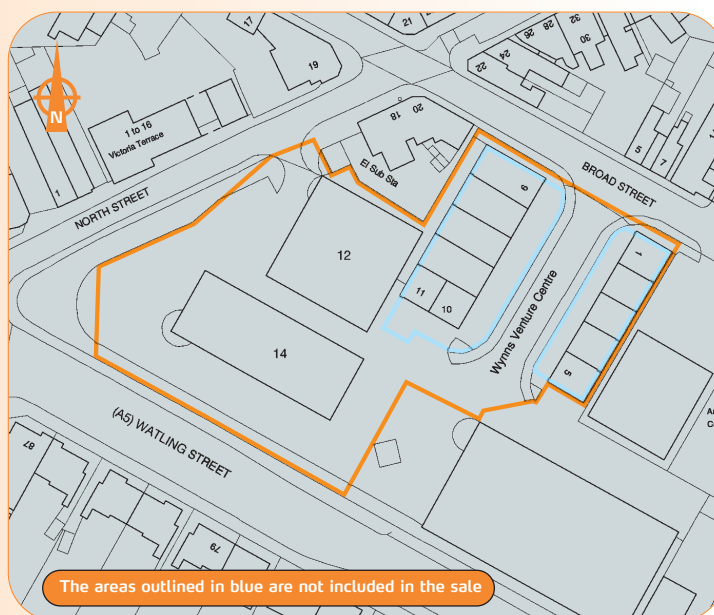 17
21
19
22
24
26
28
30
32
N
1 to 16
Victoria Terrace
18
20
El Sub Sta
5
7
1
NORTH STREET
BROAD STREET
6
12
11
10
1
Wynns Venture Centre
14
5
(A5) WATLING STREET
87
79
The areas outlined in blue are not included in the sale